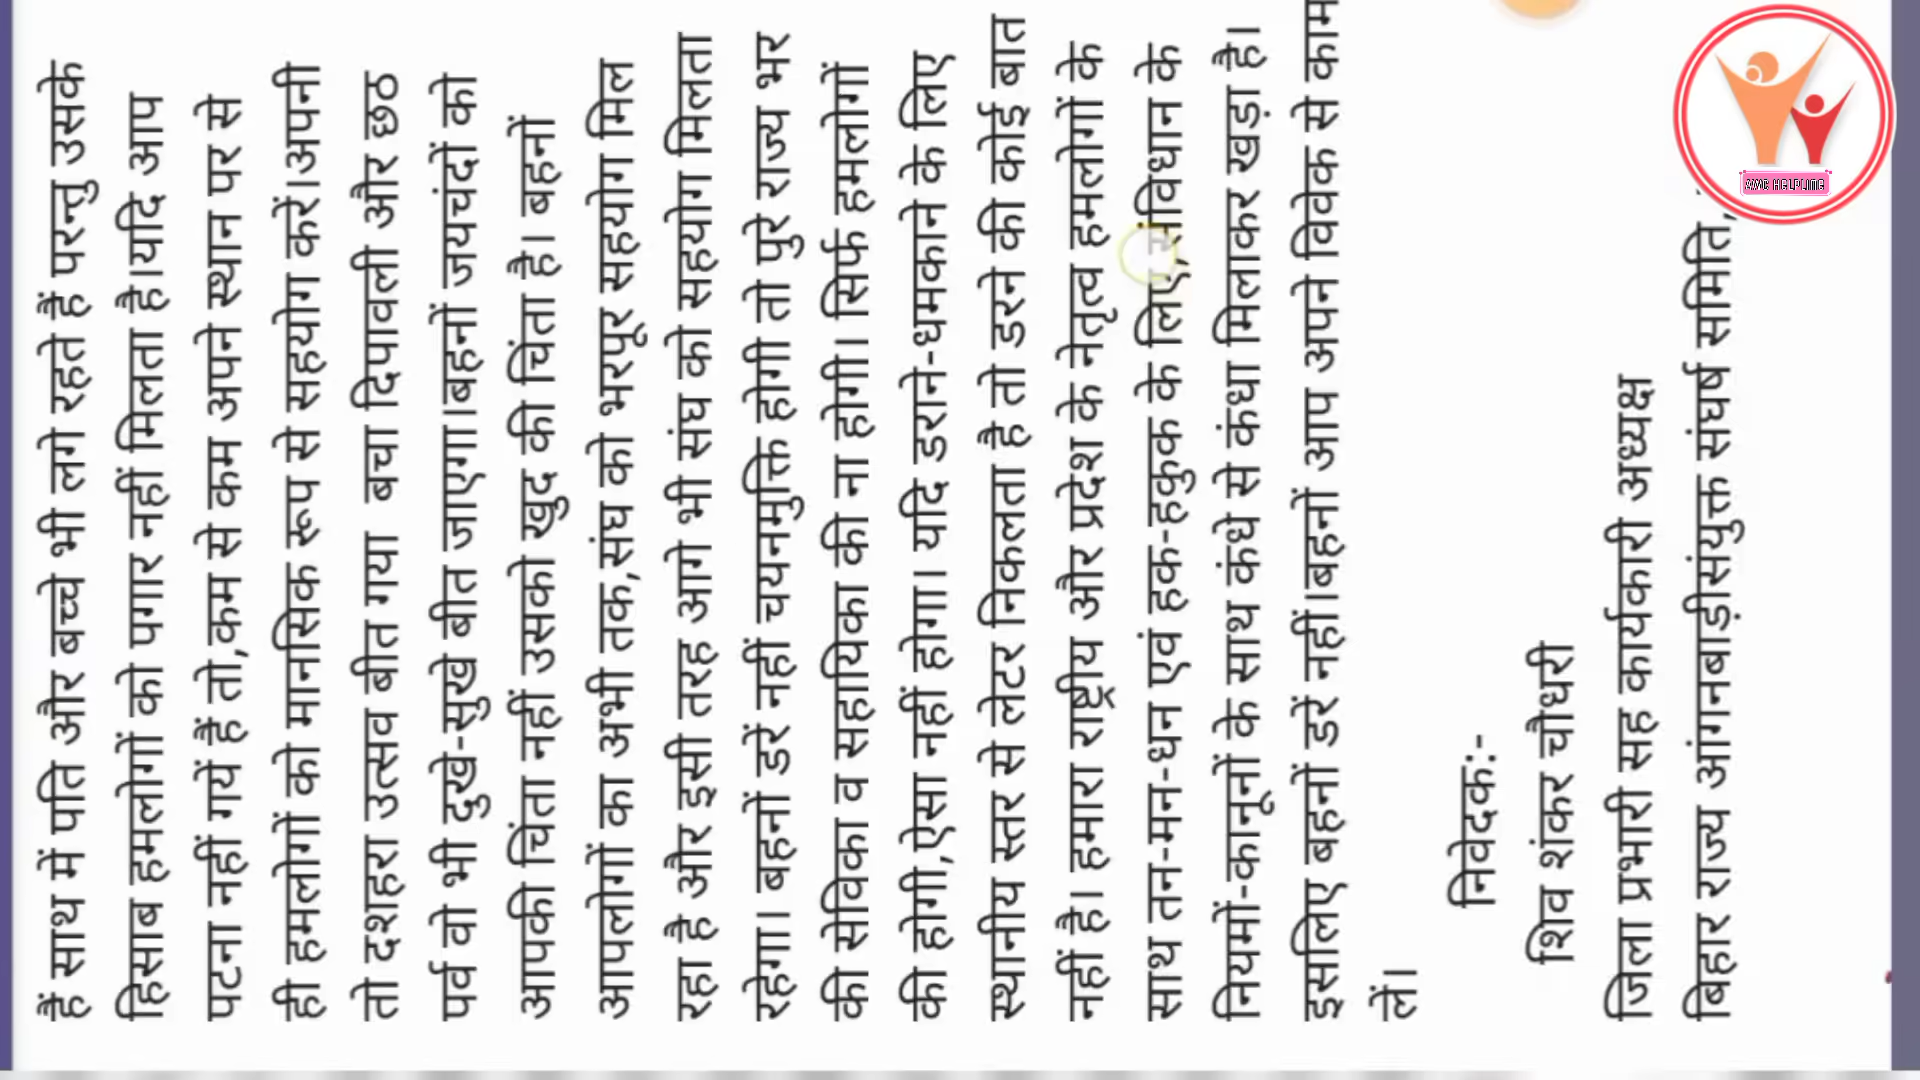 हैं साथ में पति और बच्चे भी लगे रहते हैं परन्तु उसके
हिसाब हमलोगों को पगार नहीं मिलता है।यदि आप
पटना नहीं गयें हैं तो,कम से कम अपने स्थान पर से
ही हमलोगों को मानसिक रूप से सहयोग करें।अपनी
तो दशहरा उत्सव बीत गया बचा दिपावली और छठ
पर्व वो भी दुखे-सुखे बीत जाएगा।बहनों जयचंदों को
आपकी चिंता नहीं उसको खुद की चिंता है। बहनों
आपलोगों का अभी तक,संघ को भरपूर सहयोग मिल
रहा है और इसी तरह आगे भी संघ को सहयोग मिलता
रहेगा। बहनों डरें नहीं चयनमुक्ति होगी तो पुरे राज्य भर
की सेविका व सहायिका की ना होगी। सिर्फ हमलोगों
की होगी,ऐसा नहीं होगा। यदि डराने-धमकाने के लिए
स्थानीय स्तर से लेटर निकलता है तो डरने की कोई बात
नहीं है। हमारा राष्ट्रीय और प्रदेश के नेतृत्व हमलोगों के
साथ तन-मन-धन एवं हक-हकुक के लिए,संविधान के
नियमों-कानूनों के साथ कंधे से कंधा मिलाकर खड़ा है।
इसलिए बहनों डरें नहीं।बहनों आप अपने विवेक से काम
लें।
निवेदक:-
शिव शंकर चौधरी
जिला प्रभारी सह कार्यकारी अध्यक्ष
बिहार राज्य आंगनबाड़ीसंयुक्त संघर्ष समिति,
HELPLINE